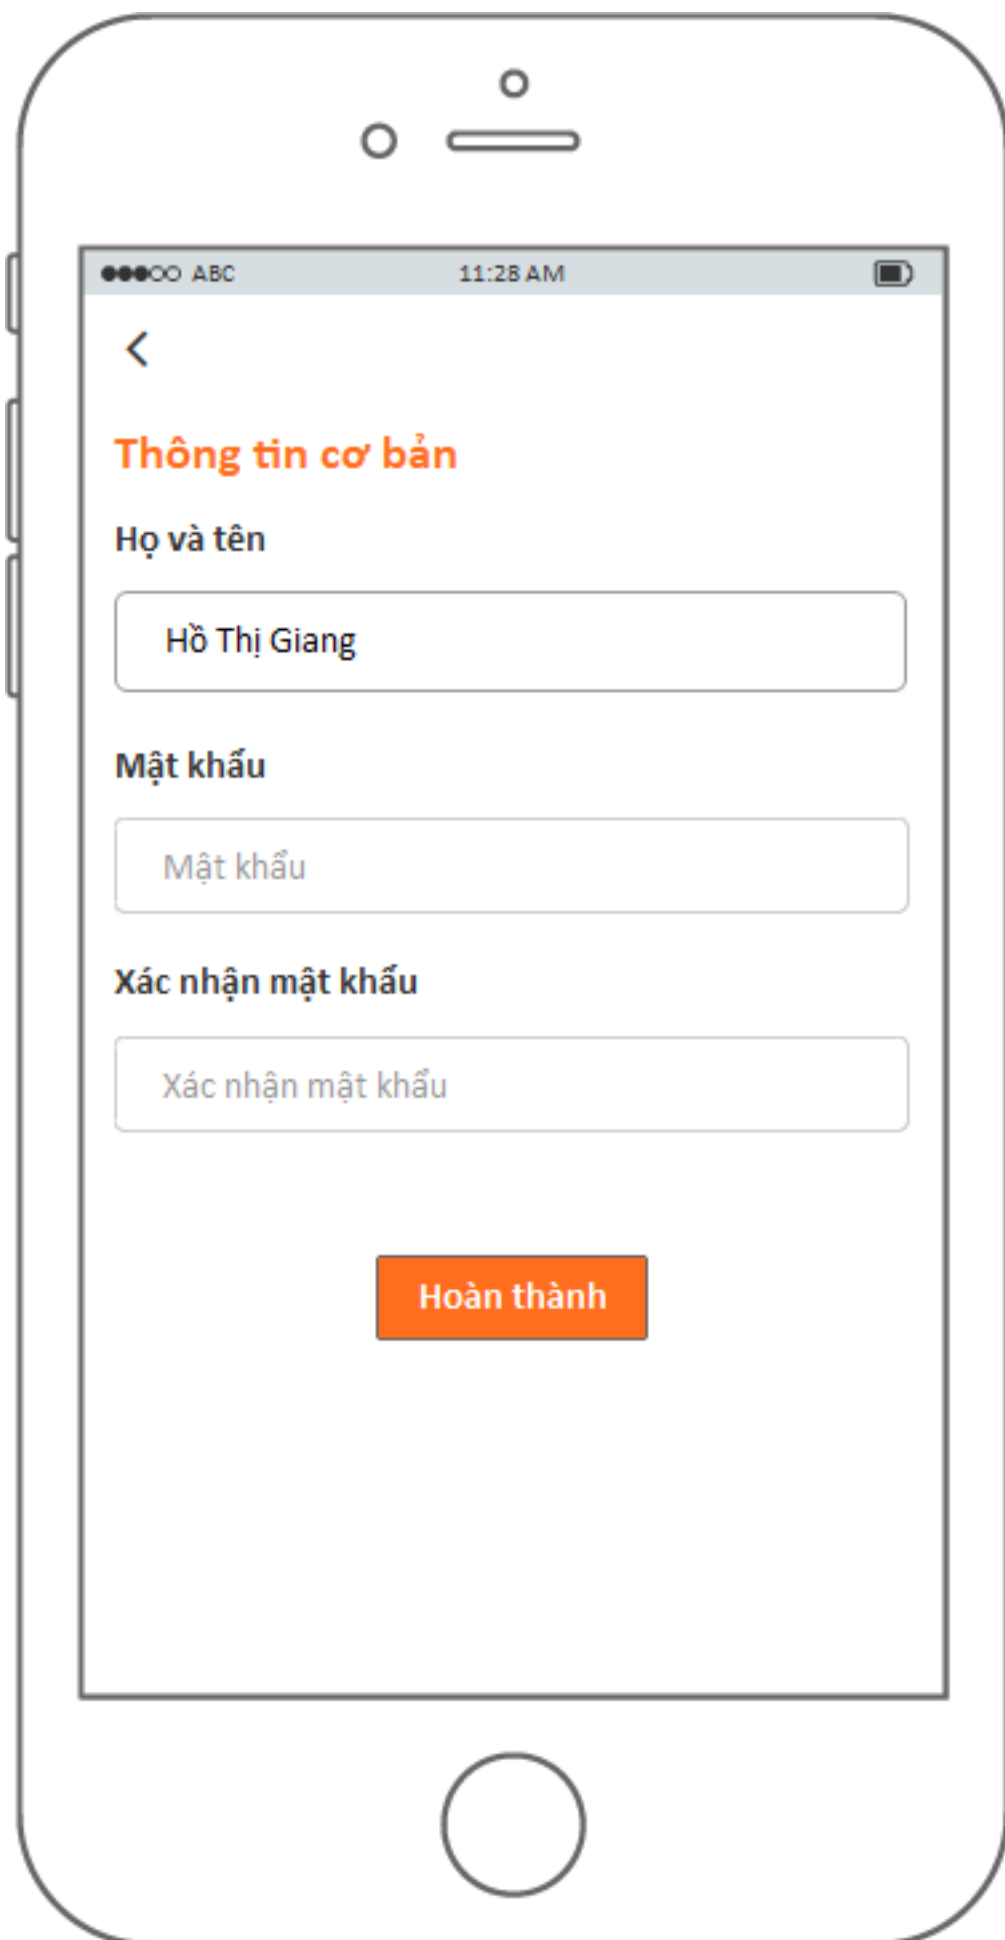 ABC 11:28 AM
Thông tin cơ bản
Họ và tên
Hồ Thị Giang
Mật khẩu
Mật khẩu
Xác nhận mật khẩu
Xác nhận mật khẩu
Hoàn thành